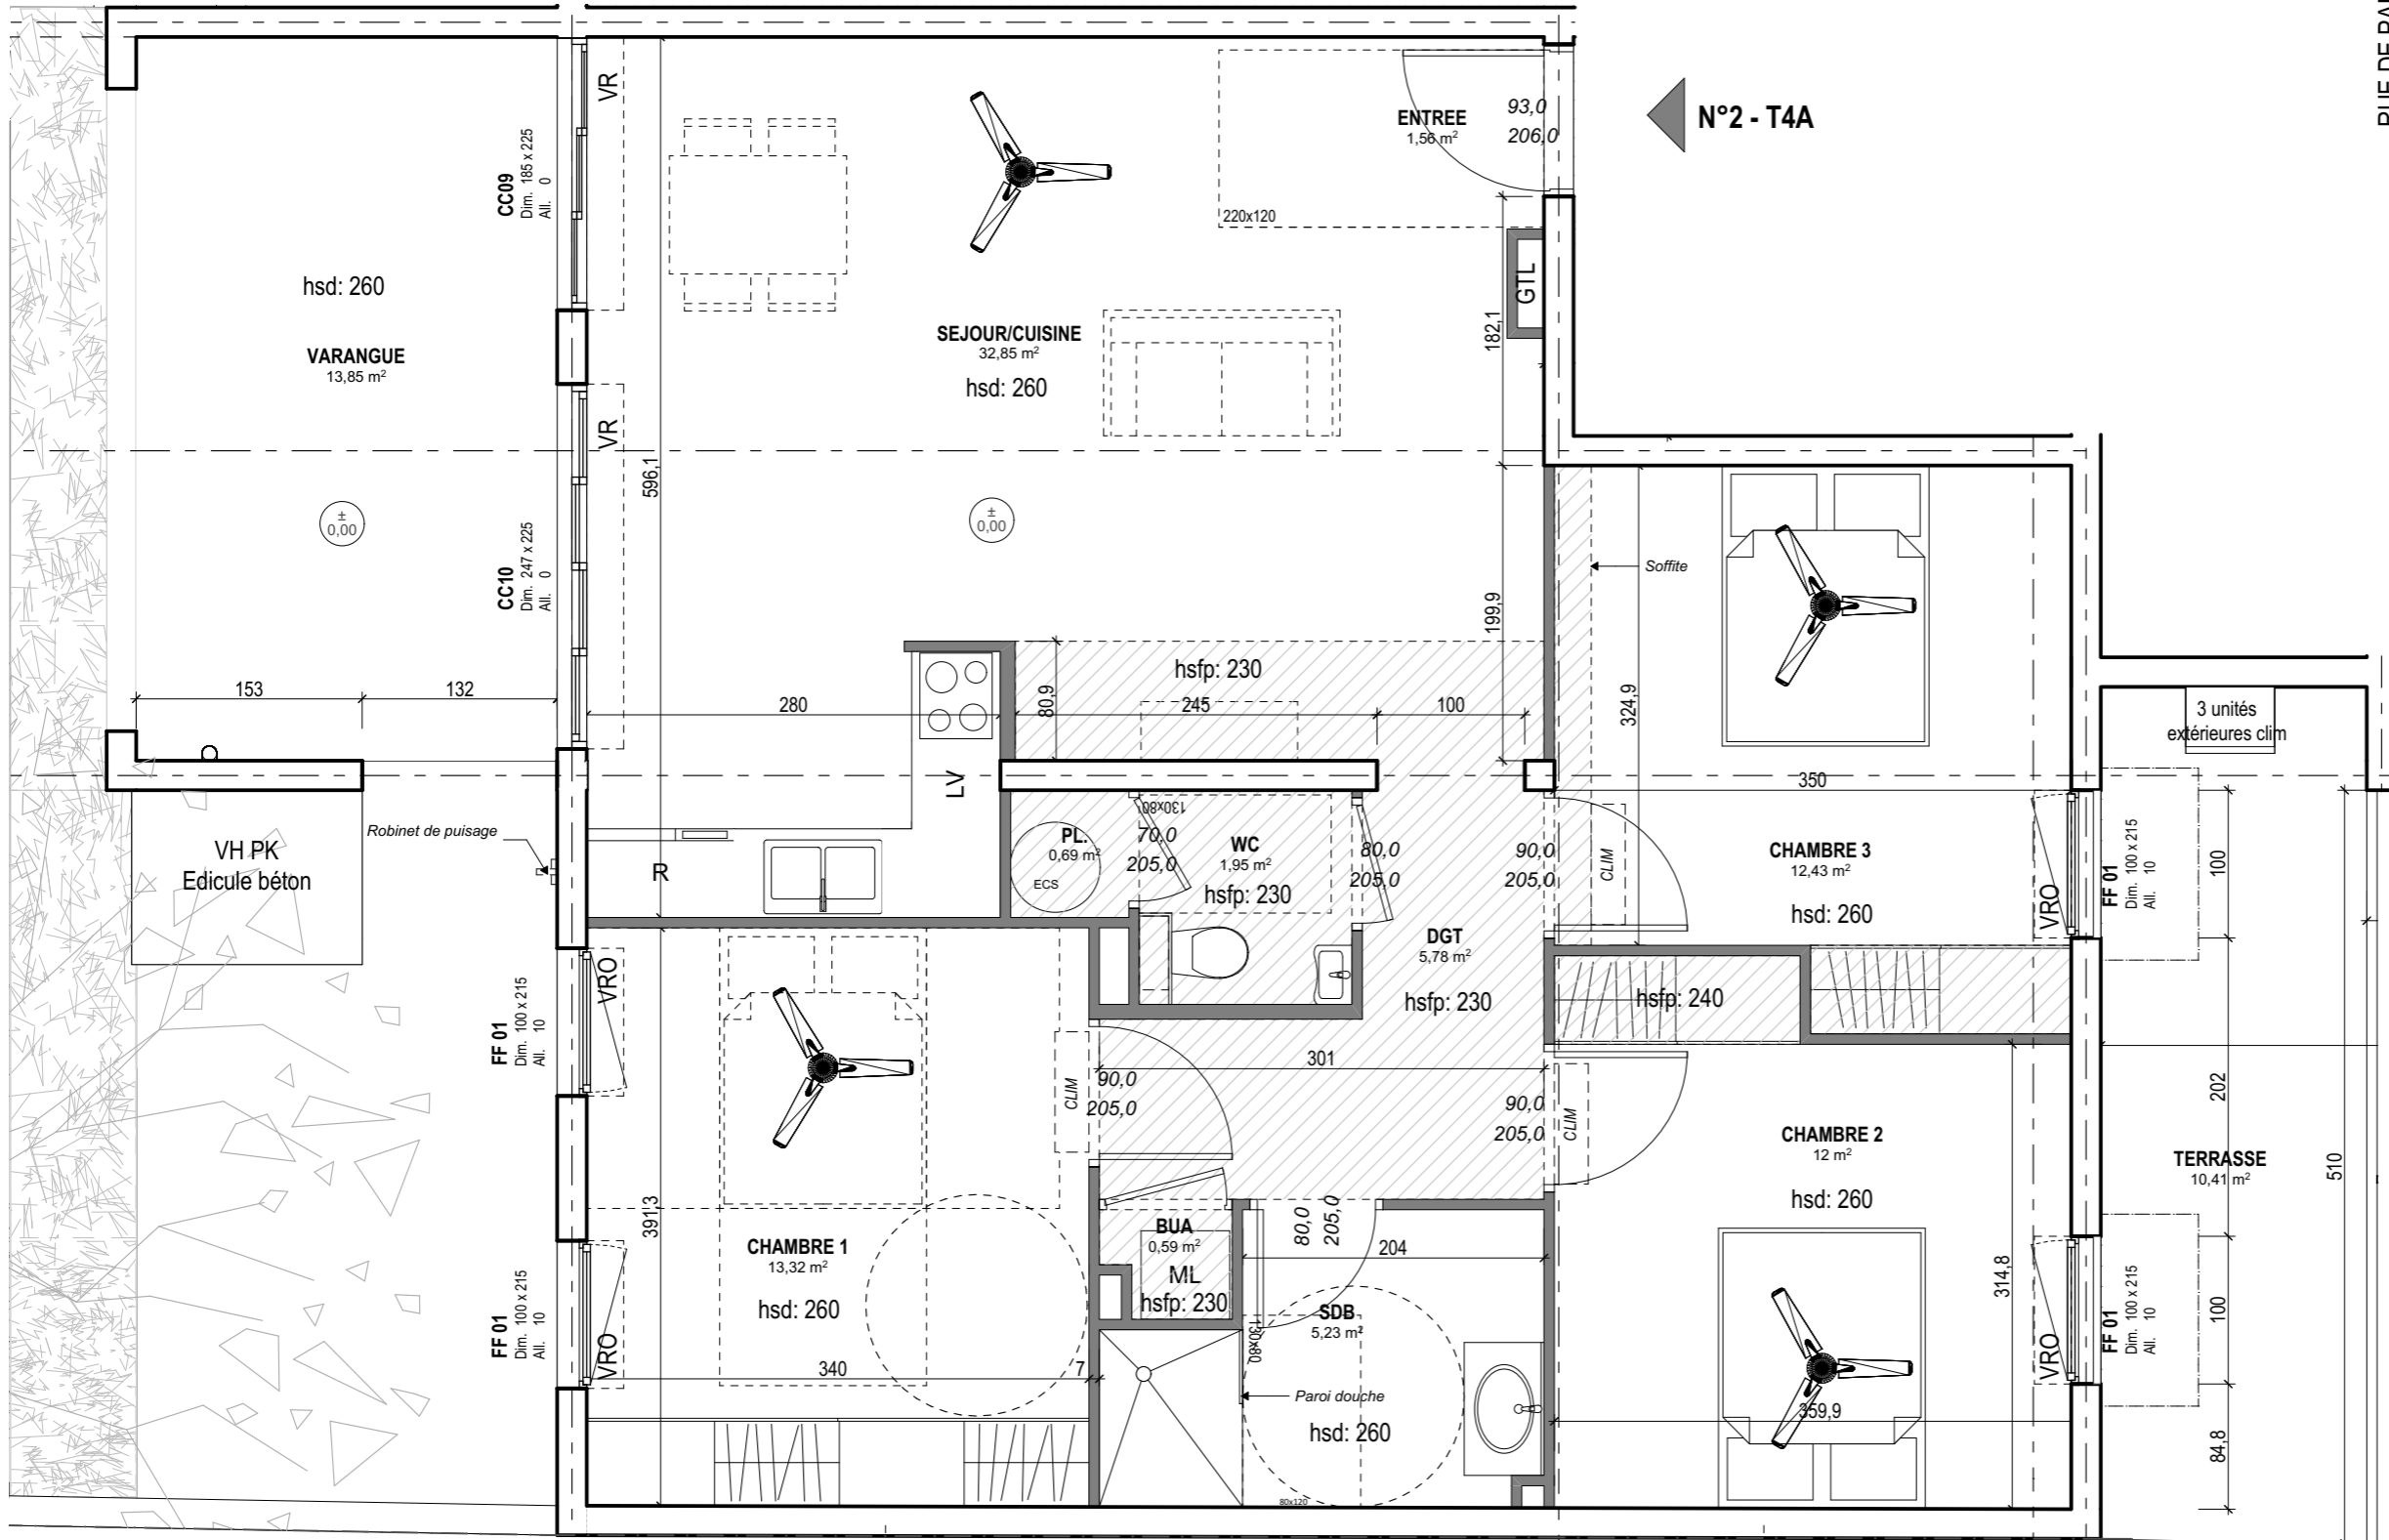 N°2 - T4A
VR
CC09
Dim. 185 x 225
All. 0
ENTREE
1,56 m²
93,0
206,0
220x120
GTL
182,1
hsd: 260
VARANGUE
13,85 m²
SEJOUR/CUISINE
32,85 m²
hsd: 260
VR
596,1
±
0,00
±
0,00
CC10
Dim. 247 x 225
All. 0
199,9
Soffite
324,9
153
132
280
80,9
hsfp: 230
245
100
3 unités
extérieures clim
350
LV
Robinet de puisage
VH PK
Edicule béton
R
PL.
0,69 m²
ECS
130x80
70,0
205,0
WC
1,95 m²
hsfp: 230
80,0
205,0
90,0
205,0
CLIM
CHAMBRE 3
12,43 m²
hsd: 260
VRO
FF 01
Dim. 100 x 215
All. 10
100
DGT
5,78 m²
hsfp: 230
hsfp: 240
VRO
FF 01
Dim. 100 x 215
All. 10
CLIM
90,0
205,0
301
90,0
205,0
CLIM
CHAMBRE 2
12 m²
hsd: 260
202
TERRASSE
10,41 m²
510
391,3
CHAMBRE 1
13,32 m²
hsd: 260
BUA
0,59 m²
ML
hsfp: 230
80,0
205,0
204
SDB
5,23 m²
130x80
314,8
VRO
FF 01
Dim. 100 x 215
All. 10
100
FF 01
Dim. 100 x 215
All. 10
VRO
340
7
Paroi douche
hsd: 260
359,9
84,8
80x120